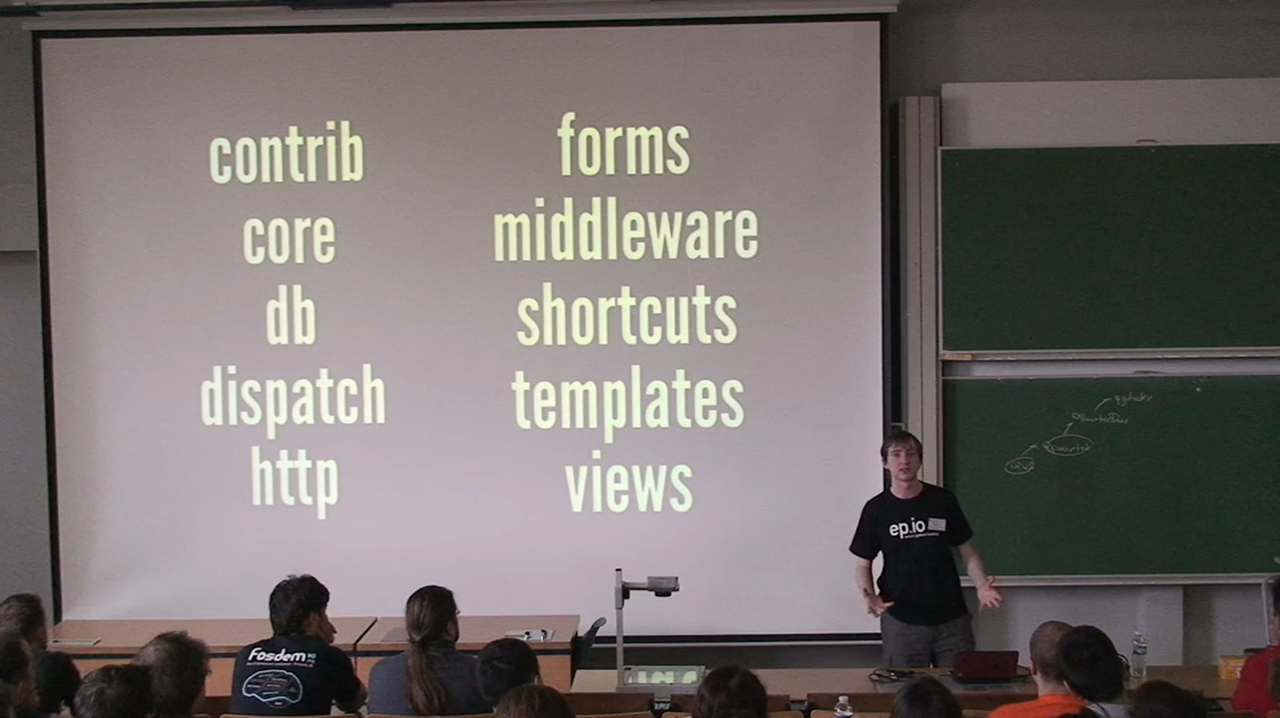 contrib
core
db
dispatch
http
forms
middleware
shortcuts
templates
views
ep.io
Fosdem